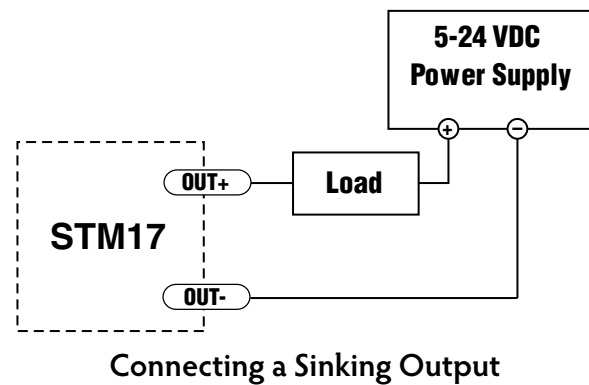 5-24 VDC
Power Supply
+ −
OUT+
Load
STM17
OUT-
Connecting a Sinking Output